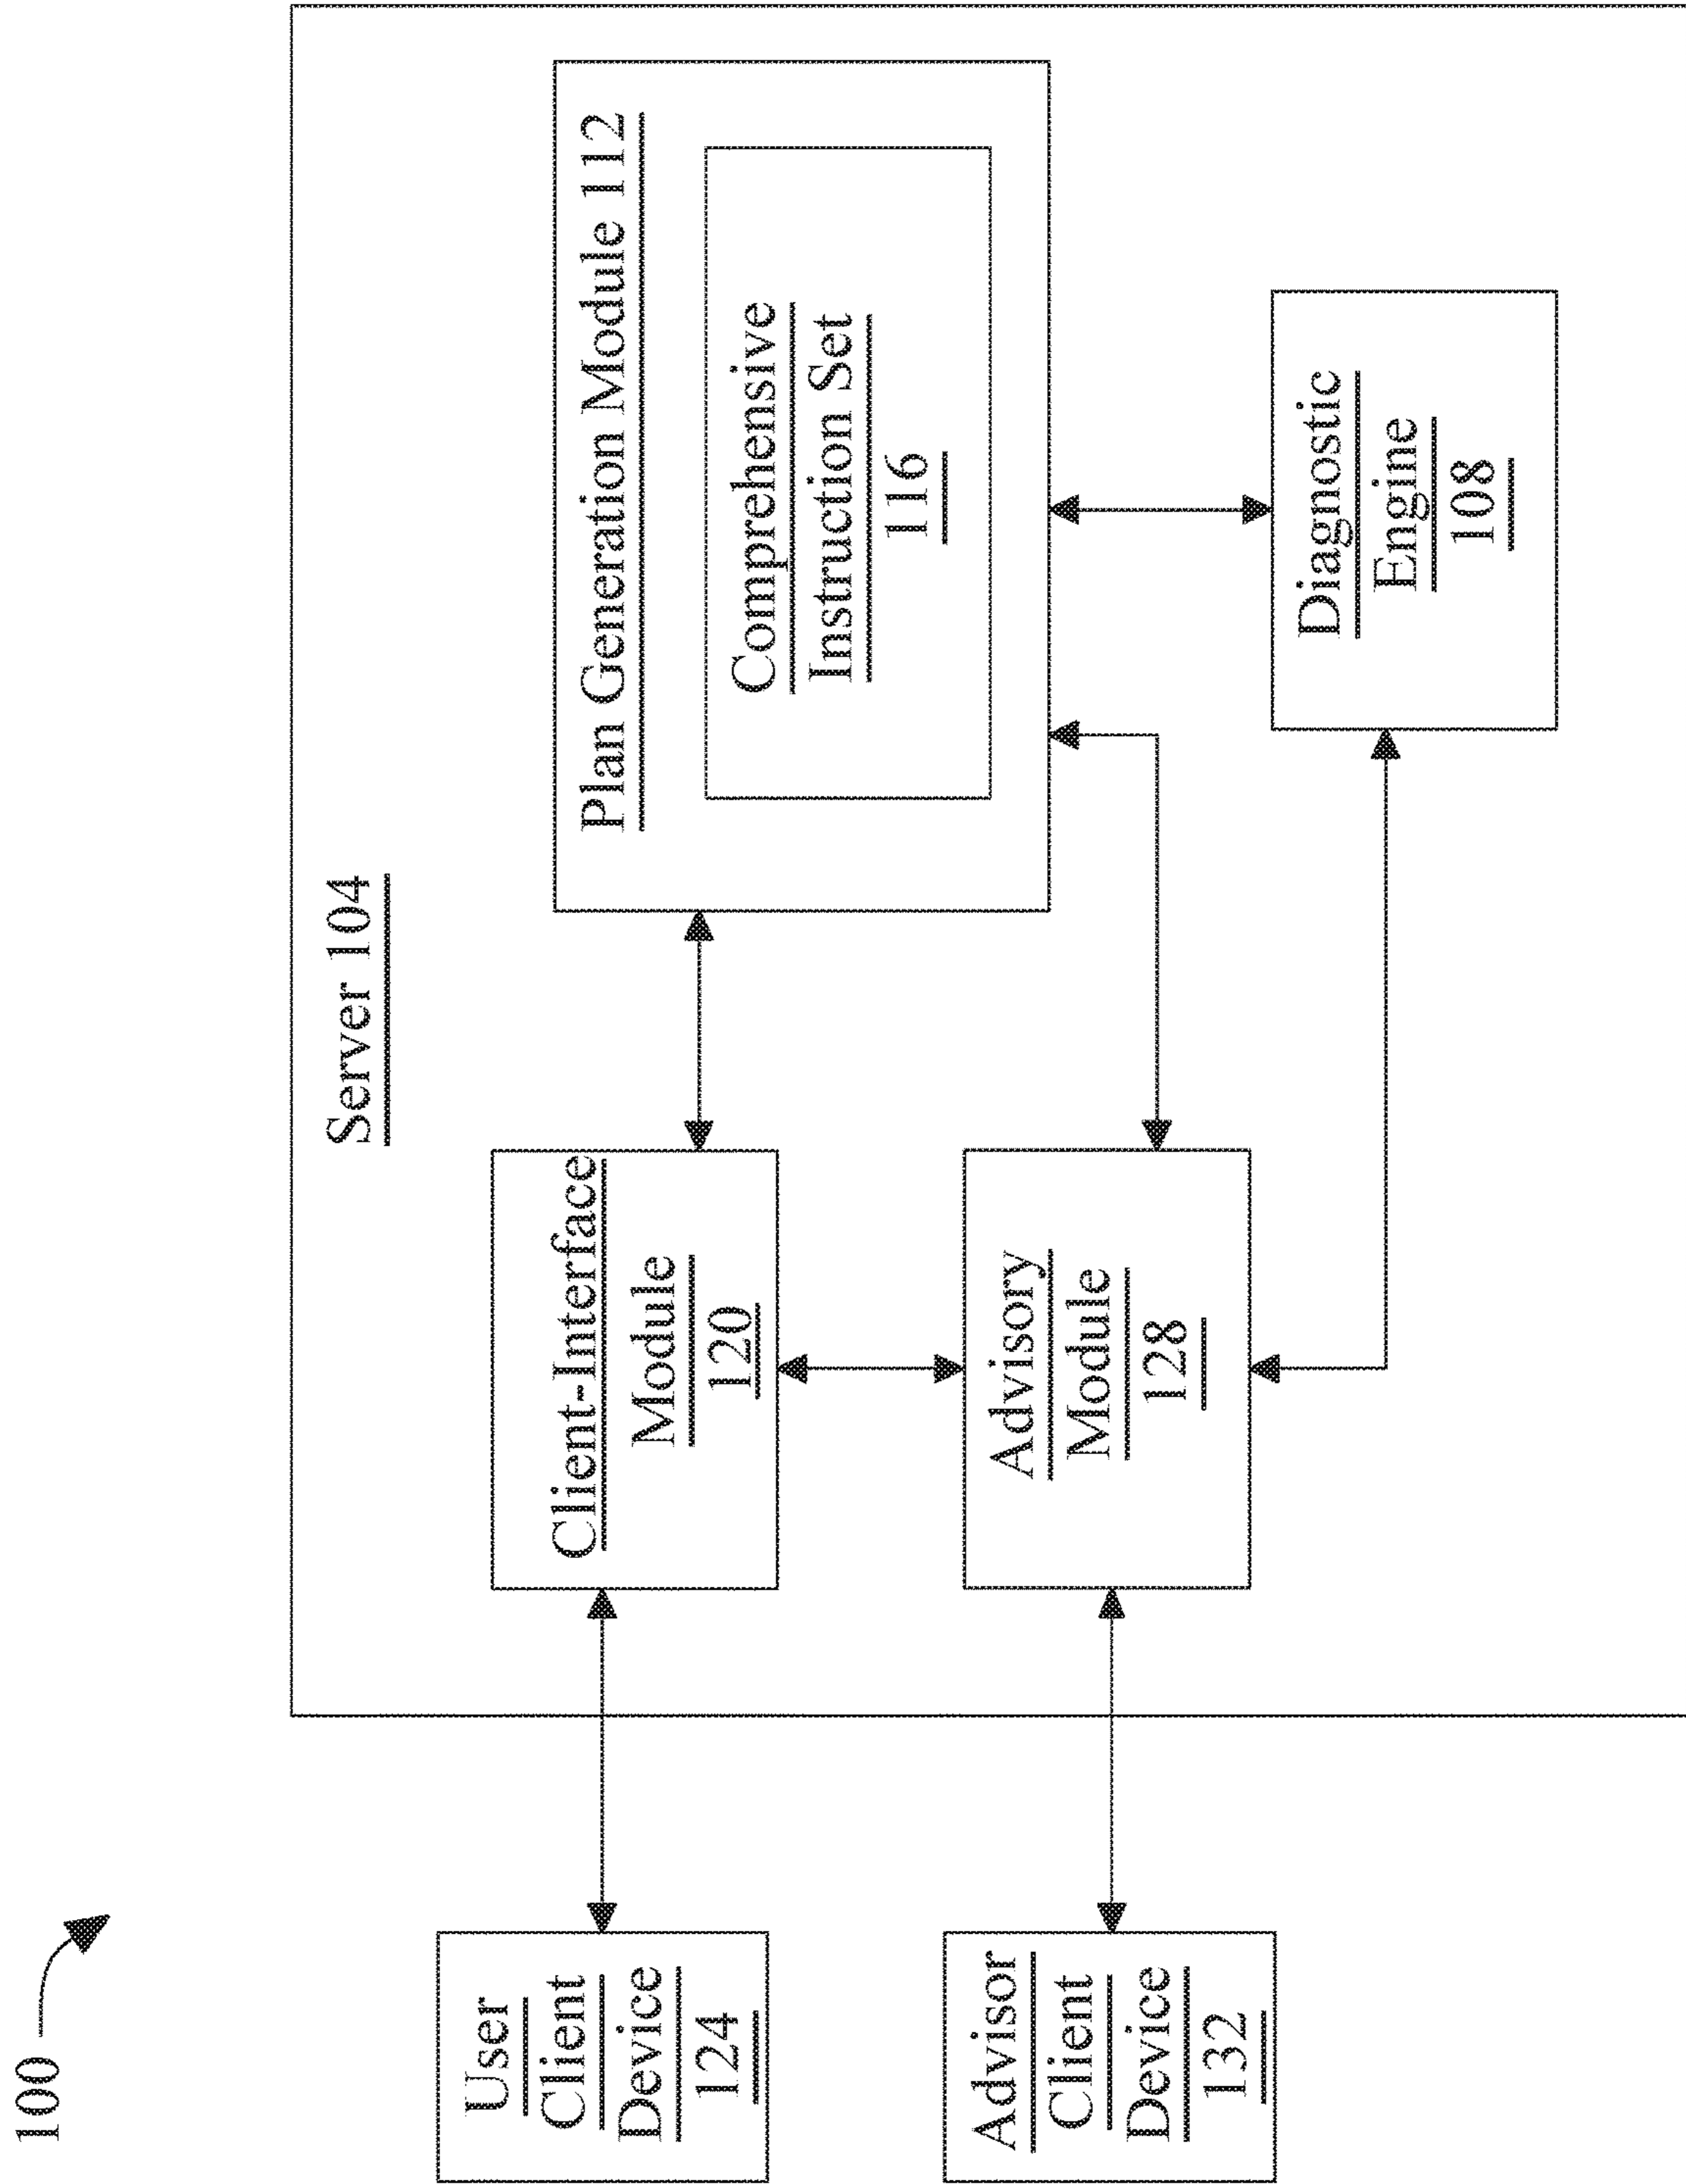 100
Server 104
Plan Generation Module 112
Comprehensive
Instruction Set
116
Client-Interface
Module
120
User
Client
Device
124
Advisory
Module
128
Advisor
Client
Device
132
Diagnostic
Engine
108